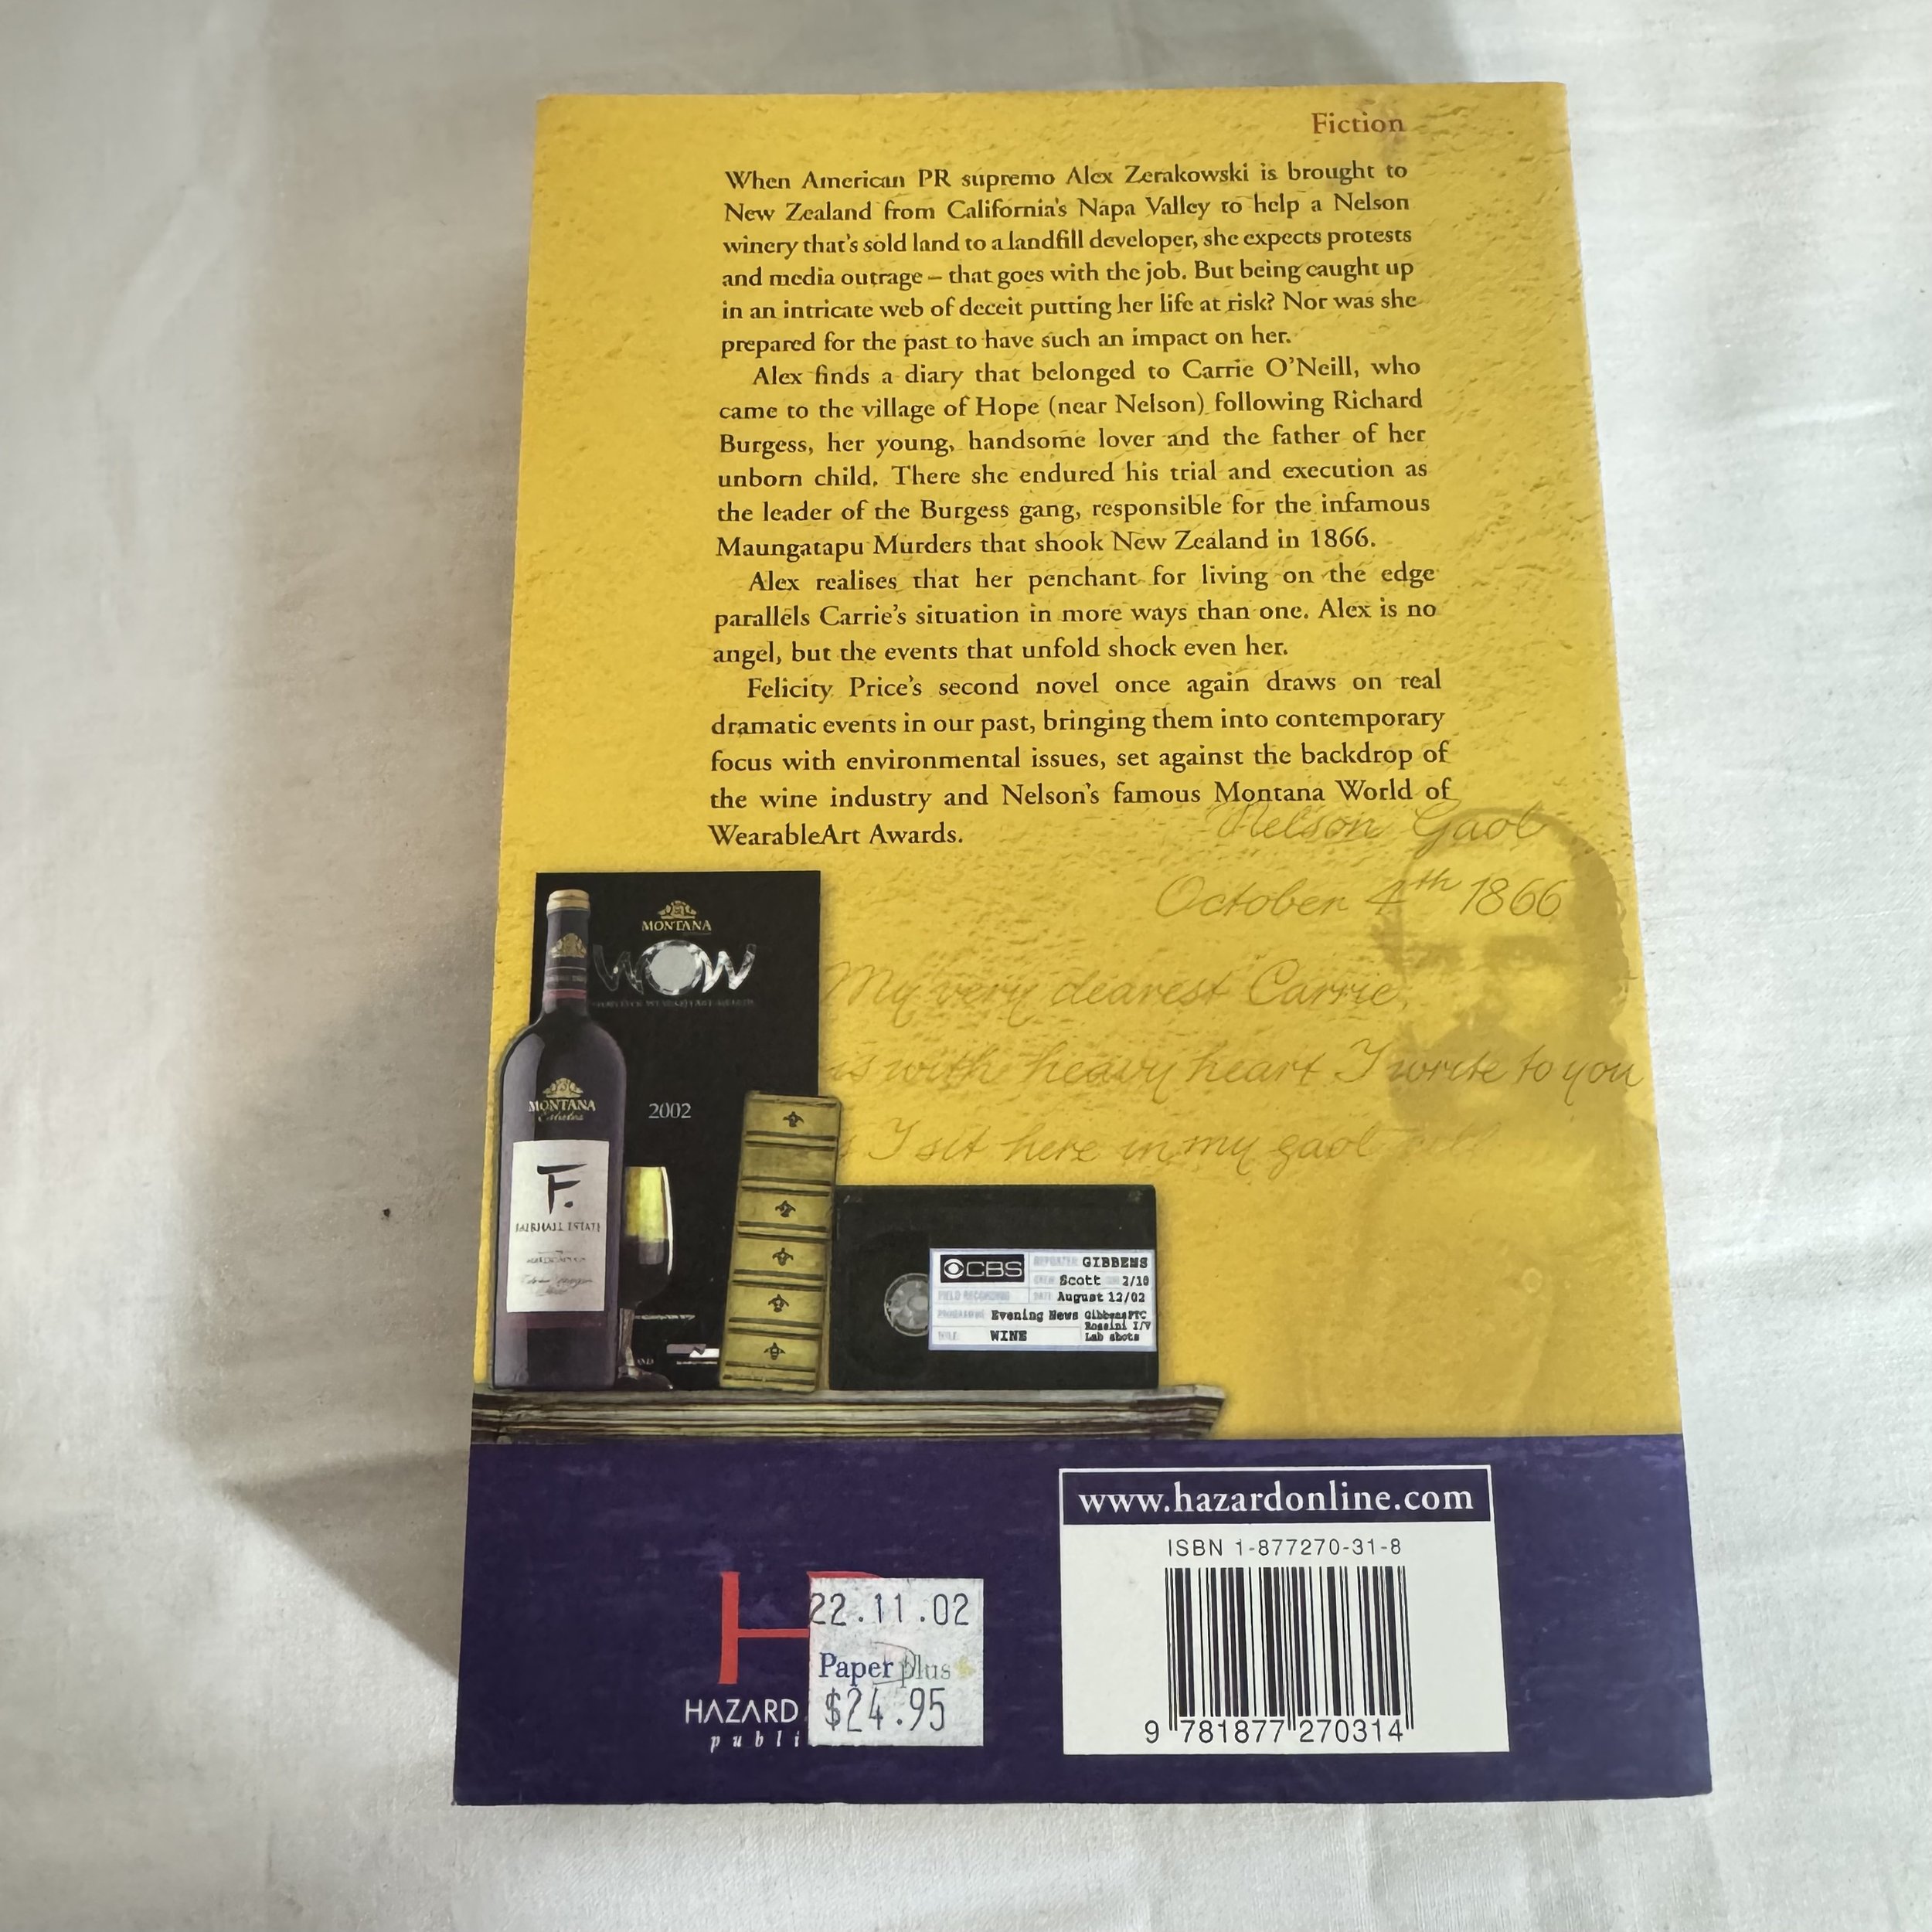 Fiction
When American PR supremo Alex Zerakowski is brought to
New Zealand from California's Napa Valley to help a Nelson
winery that's sold land to a landfill developer, she expects protests
and media outrage – that goes with the job. But being caught up
in an intricate web of deceit putting her life at risk? Nor was she
prepared for the past to have such an impact on her.
Alex finds a diary that belonged to Carrie O'Neill, who
came to the village of Hope (near Nelson) following Richard
Burgess, her young, handsome lover and the father of her
unborn child. There she endured his trial and execution as
the leader of the Burgess gang, responsible for the infamous
Maungatapu Murders that shook New Zealand in 1866.
Alex realises that her penchant for living on the edge
parallels Carrie's situation in more ways than one. Alex is no
angel, but the events that unfold shock even her.
Felicity Price's second novel once again draws on real
dramatic events in our past, bringing them into contemporary
focus with environmental issues, set against the backdrop of
the wine industry and Nelson's famous Montana World of
WearableArt Awards.
Nelson Gaol
October 4th 1866
My very dearest Carrie,
is with heavy heart I write to you
s I sit here in my gaol cell
MONTANA
WOW
2002
MONTANA
Estates
F.
FAIRHALL ESTATE
CBS
REPORTER GIBBENS
Scott 2/10
FIELD RECORDING DATE August 12/02
PROGRAMME Evening News GibbensPTC
Rossini I/V
TITLE WINE Lab shots
www.hazardonline.com
ISBN 1-877270-31-8
9 781877 270314
H
HAZARD
publi
22.11.02
Paper Plus
$24.95